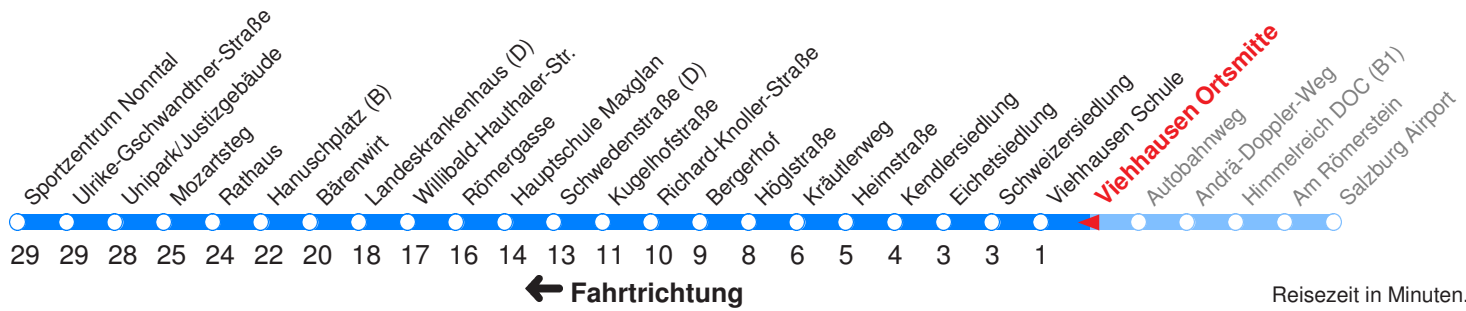 Sportzentrum Nonntal
Ulrike-Gschwandtner-Straße
Unipark/Justizgebäude
Mozartsteg
Rathaus
Hanuschplatz (B)
Bärenwirt
Landeskrankenhaus (D)
Willibald-Hauthaler-Str.
Römergasse
Hauptschule Maxglan
Schwedenstraße (D)
Kugelhofstraße
Richard-Knoller-Straße
Bergerhof
Höglstraße
Kräutlerweg
Heimstraße
Kendlersiedlung
Eichetsiedlung
Schweizersiedlung
Viehhausen Schule
Viehhausen Ortsmitte
Autobahnweg
Andrä-Doppler-Weg
Himmelreich DOC (B1)
Am Römerstein
Salzburg Airport
29 29 28 25 24 22 20 18 17 16 14 13 11 10 9 8 6 5 4 3 3 1
Fahrtrichtung
Reisezeit in Minuten.